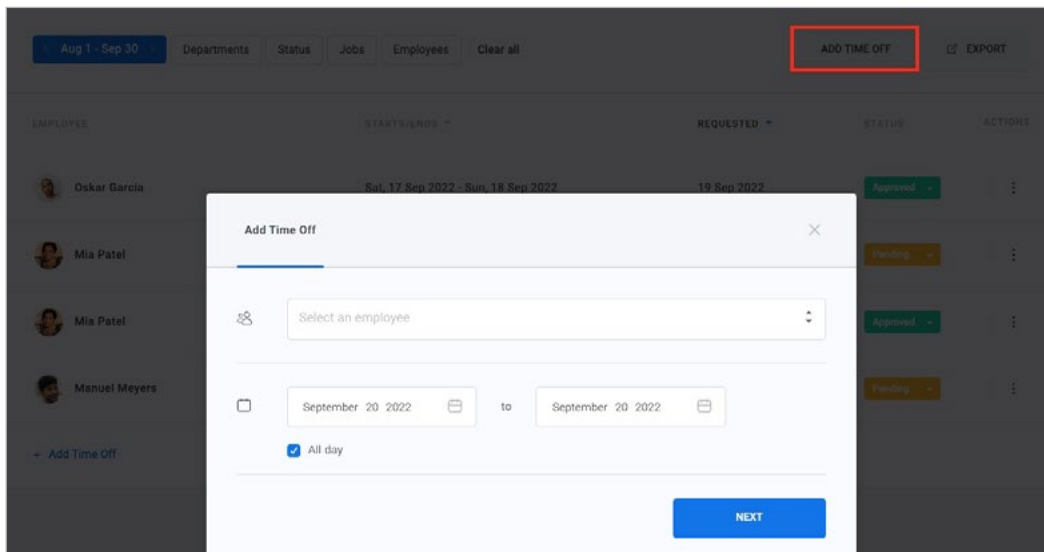 Aug 1 - Sep 30 Departments Status Jobs Employees Clear all ADD TIME OFF EXPORT
EMPLOYEE STARTS/ENDS REQUESTED STATUS ACTIONS
Oskar Garcia Sat, 17 Sep 2022 - Sun, 18 Sep 2022 19 Sep 2022 Approved
Add Time Off
Mia Patel Pending
Select an employee
Mia Patel Approved
Manuel Meyers Pending
September 20 2022 to September 20 2022
All day
+ Add Time Off
NEXT